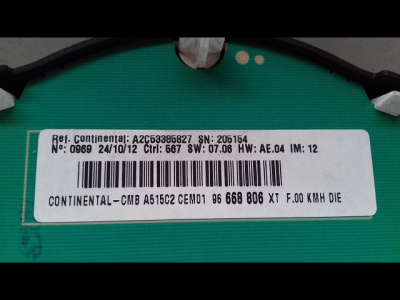 Ref. Continental: A2C53385827 SN: 205154
N°: 0969 24/10/12 Ctrl: 567 SW: 07.06 HW: AE.04 IM: 12
CONTINENTAL-CMB A515C2 CEM01 96 668 806 XT F.00 KMH DIE